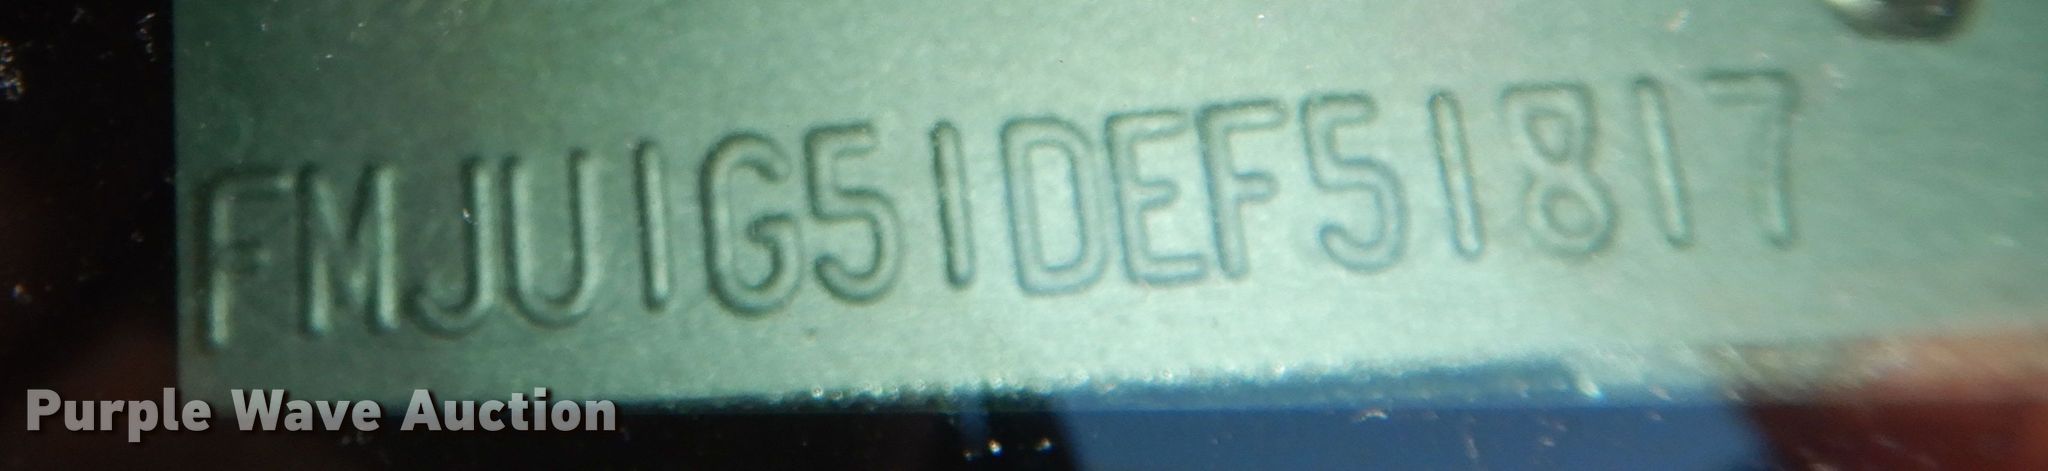 FMJU1G51DEF51817
Purple Wave Auction